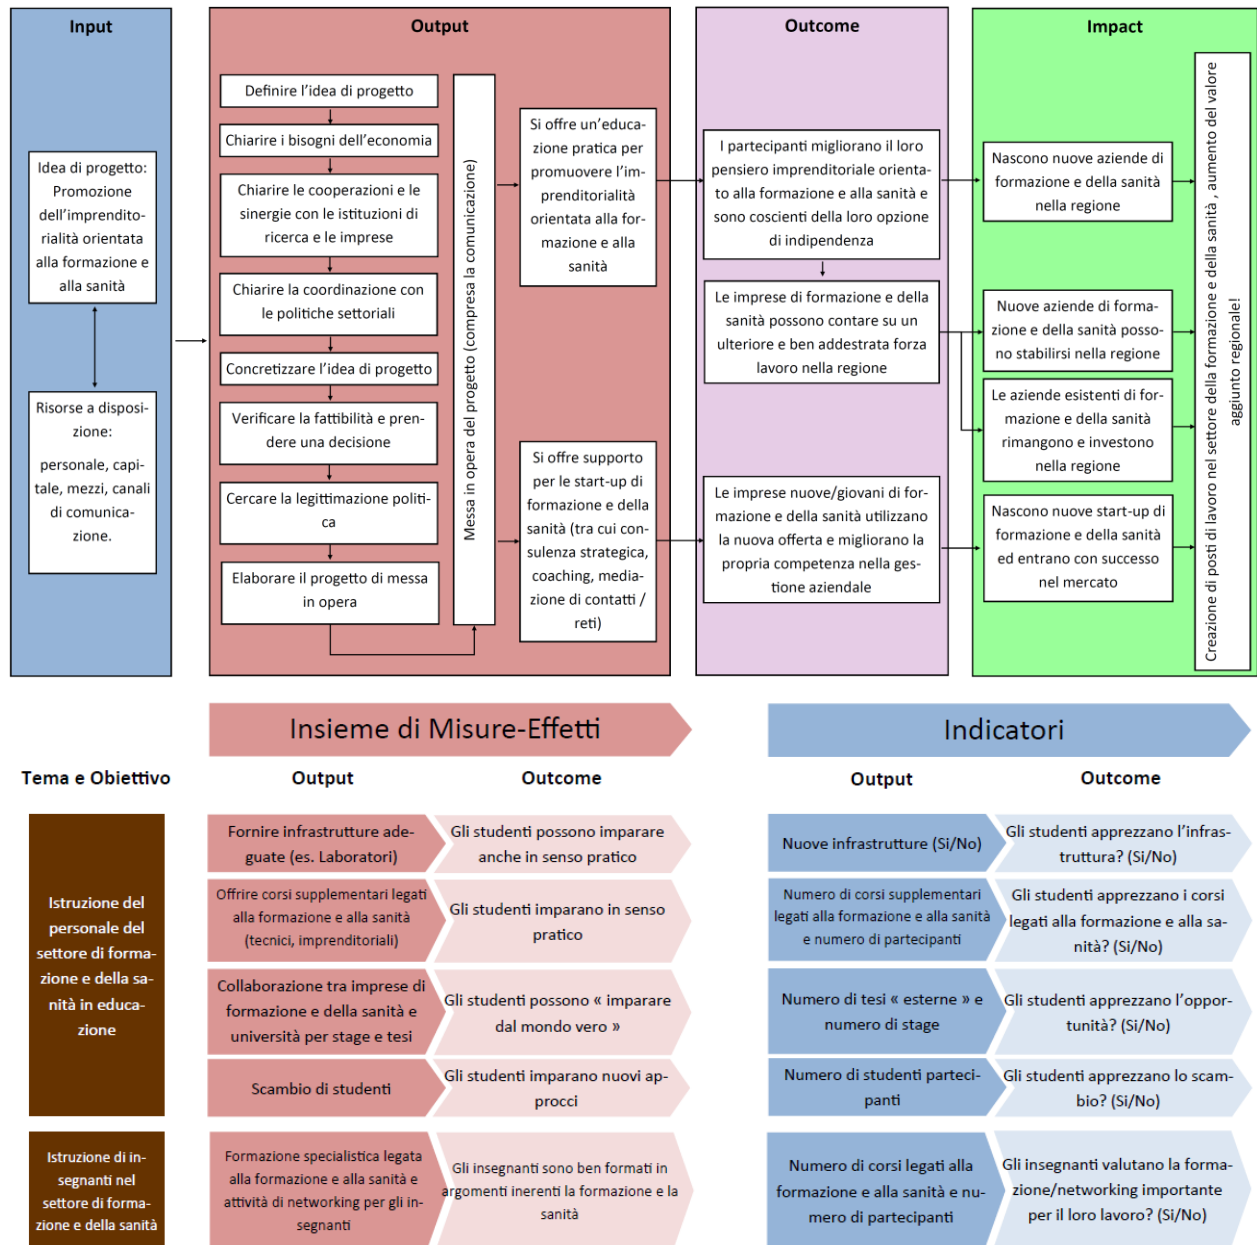 Input
Idea di progetto:
Promozione
dell'imprendito-
rialità orientata
alla formazione e
alla sanità
Risorse a disposi-
zione:
personale, capi-
tale, mezzi, canali
di comunicazio-
ne.
Output
Definire l'idea di progetto
Chiarire i bisogni dell'economia
Chiarire le cooperazioni e le
sinergie con le istituzioni di
ricerca e le imprese
Chiarire la coordinazione con
le politiche settoriali
Concretizzare l'idea di progetto
Verificare la fattibilità e pren-
dere una decisione
Cercare la legittimazione politi-
ca
Elaborare il progetto di messa
in opera
Messa in opera del progetto (compresa la comunicazione)
Si offre un'educa-
zione pratica per
promuovere l'im-
prenditorialità
orientata alla for-
mazione e alla
sanità
Si offre supporto
per le start-up di
formazione e della
sanità (tra cui con-
sulenza strategica,
coaching, media-
zione di contatti /
reti)
Outcome
I partecipanti migliorano il loro
pensiero imprenditoriale orien-
tato alla formazione e alla sanità e
sono coscienti della loro opzione
di indipendenza
Le imprese di formazione e della
sanità possono contare su un
ulteriore e ben addestrata forza
lavoro nella regione
Le imprese nuove/giovani di for-
mazione e della sanità utilizzano
la nuova offerta e migliorano la
propria competenza nella ge-
stione aziendale
Impact
Nascono nuove aziende di
formazione e della sanità
nella regione
Nuove aziende di forma-
zione e della sanità posso-
no stabilirsi nella regione
Le aziende esistenti di for-
mazione e della sanità
rimangono e investono
nella regione
Nascono nuove start-up di
formazione e della sanità
ed entrano con successo
nel mercato
Creazione di posti di lavoro nel settore della formazione e della sanità , aumento del valore
aggiunto regionale!
Insieme di Misure-Effetti
Indicatori
Tema e Obiettivo
Output
Outcome
Output
Outcome
Istruzione del
personale del
settore di forma-
zione e della sa-
nità in educa-
zione
Fornire infrastrutture ade-
guate (es. Laboratori)
Gli studenti possono imparare
anche in senso pratico
Nuove infrastrutture (Si/No)
Gli studenti apprezzano l'infras-
truttura? (Si/No)
Offrire corsi supplementari legati
alla formazione e alla sanità
(tecnici, imprenditoriali)
Gli studenti imparano in senso
pratico
Numero di corsi supplementari
legati alla formazione e alla sanità
e numero di partecipanti
Gli studenti apprezzano i corsi
legati alla formazione e alla sa-
nità? (Si/No)
Collaborazione tra imprese di
formazione e della sanità e
università per stage e tesi
Gli studenti possono « imparare
dal mondo vero »
Numero di tesi « esterne » e
numero di stage
Gli studenti apprezzano l'oppor-
tunità? (Si/No)
Scambio di studenti
Gli studenti imparano nuovi ap-
procci
Numero di studenti parteci-
panti
Gli studenti apprezzano lo scam-
bio? (Si/No)
Istruzione di in-
segnanti nel
settore di forma-
zione e della sanità
Formazione specialistica legata
alla formazione e alla sanità e
attività di networking per gli in-
segnanti
Gli insegnanti sono ben formati in
argomenti inerenti la formazione e la
sanità
Numero di corsi legati alla
formazione e alla sanità e nu-
mero di partecipanti
Gli insegnanti valutano la forma-
zione/networking importante
per il loro lavoro? (Si/No)